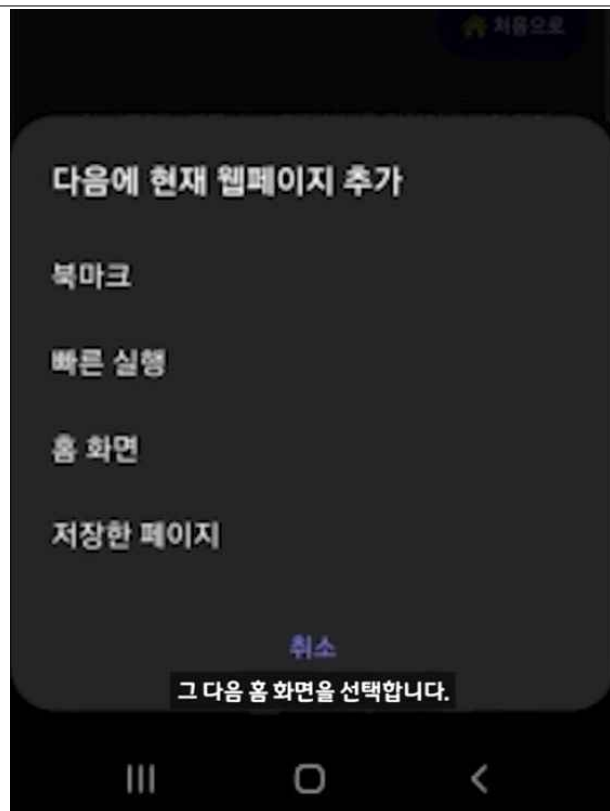 처음으로
다음에 현재 웹페이지 추가
북마크
빠른 실행
홈 화면
저장한 페이지
취소
그 다음 홈 화면을 선택합니다.